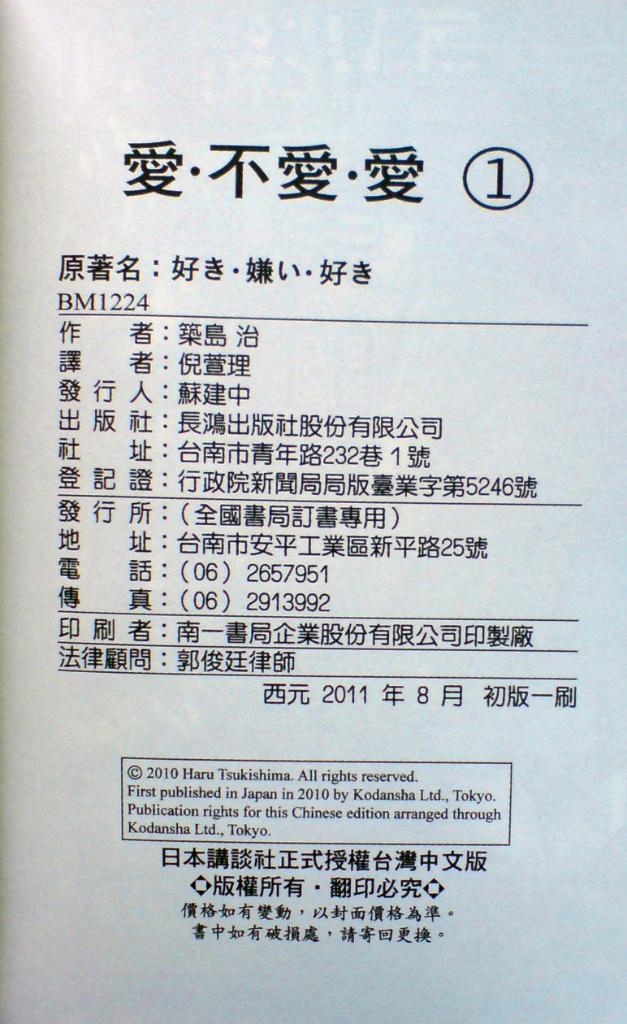 愛·不愛·愛 ①
原著名：好き·嫌い·好き
BM1224
作者：築島 治
譯者：倪萱理
發行人：蘇建中
出版社：長鴻出版社股份有限公司
社址：台南市青年路232巷1號
登記證：行政院新聞局局版臺業字第5246號
發行所：（全國書局訂書專用）
地址：台南市安平工業區新平路25號
電話：（06）2657951
傳真：（06）2913992
印刷者：南一書局企業股份有限公司印製廠
法律顧問：郭俊廷律師
西元 2011 年 8 月 初版一刷
© 2010 Haru Tsukishima. All rights reserved.
First published in Japan in 2010 by Kodansha Ltd., Tokyo.
Publication rights for this Chinese edition arranged through
Kodansha Ltd., Tokyo.
日本講談社正式授權台灣中文版
◇版權所有·翻印必究◇
價格如有變動，以封面價格為準。
書中如有破損處，請寄回更換。